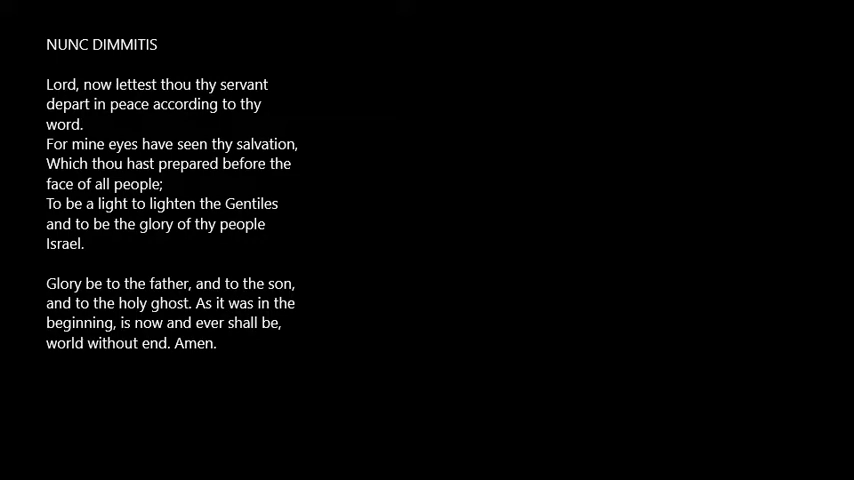 NUNC DIMMITIS
Lord, now lettest thou thy servant
depart in peace according to thy
word.
For mine eyes have seen thy salvation,
Which thou hast prepared before the
face of all people;
To be a light to lighten the Gentiles
and to be the glory of thy people
Israel.
Glory be to the father, and to the son,
and to the holy ghost. As it was in the
beginning, is now and ever shall be,
world without end. Amen.